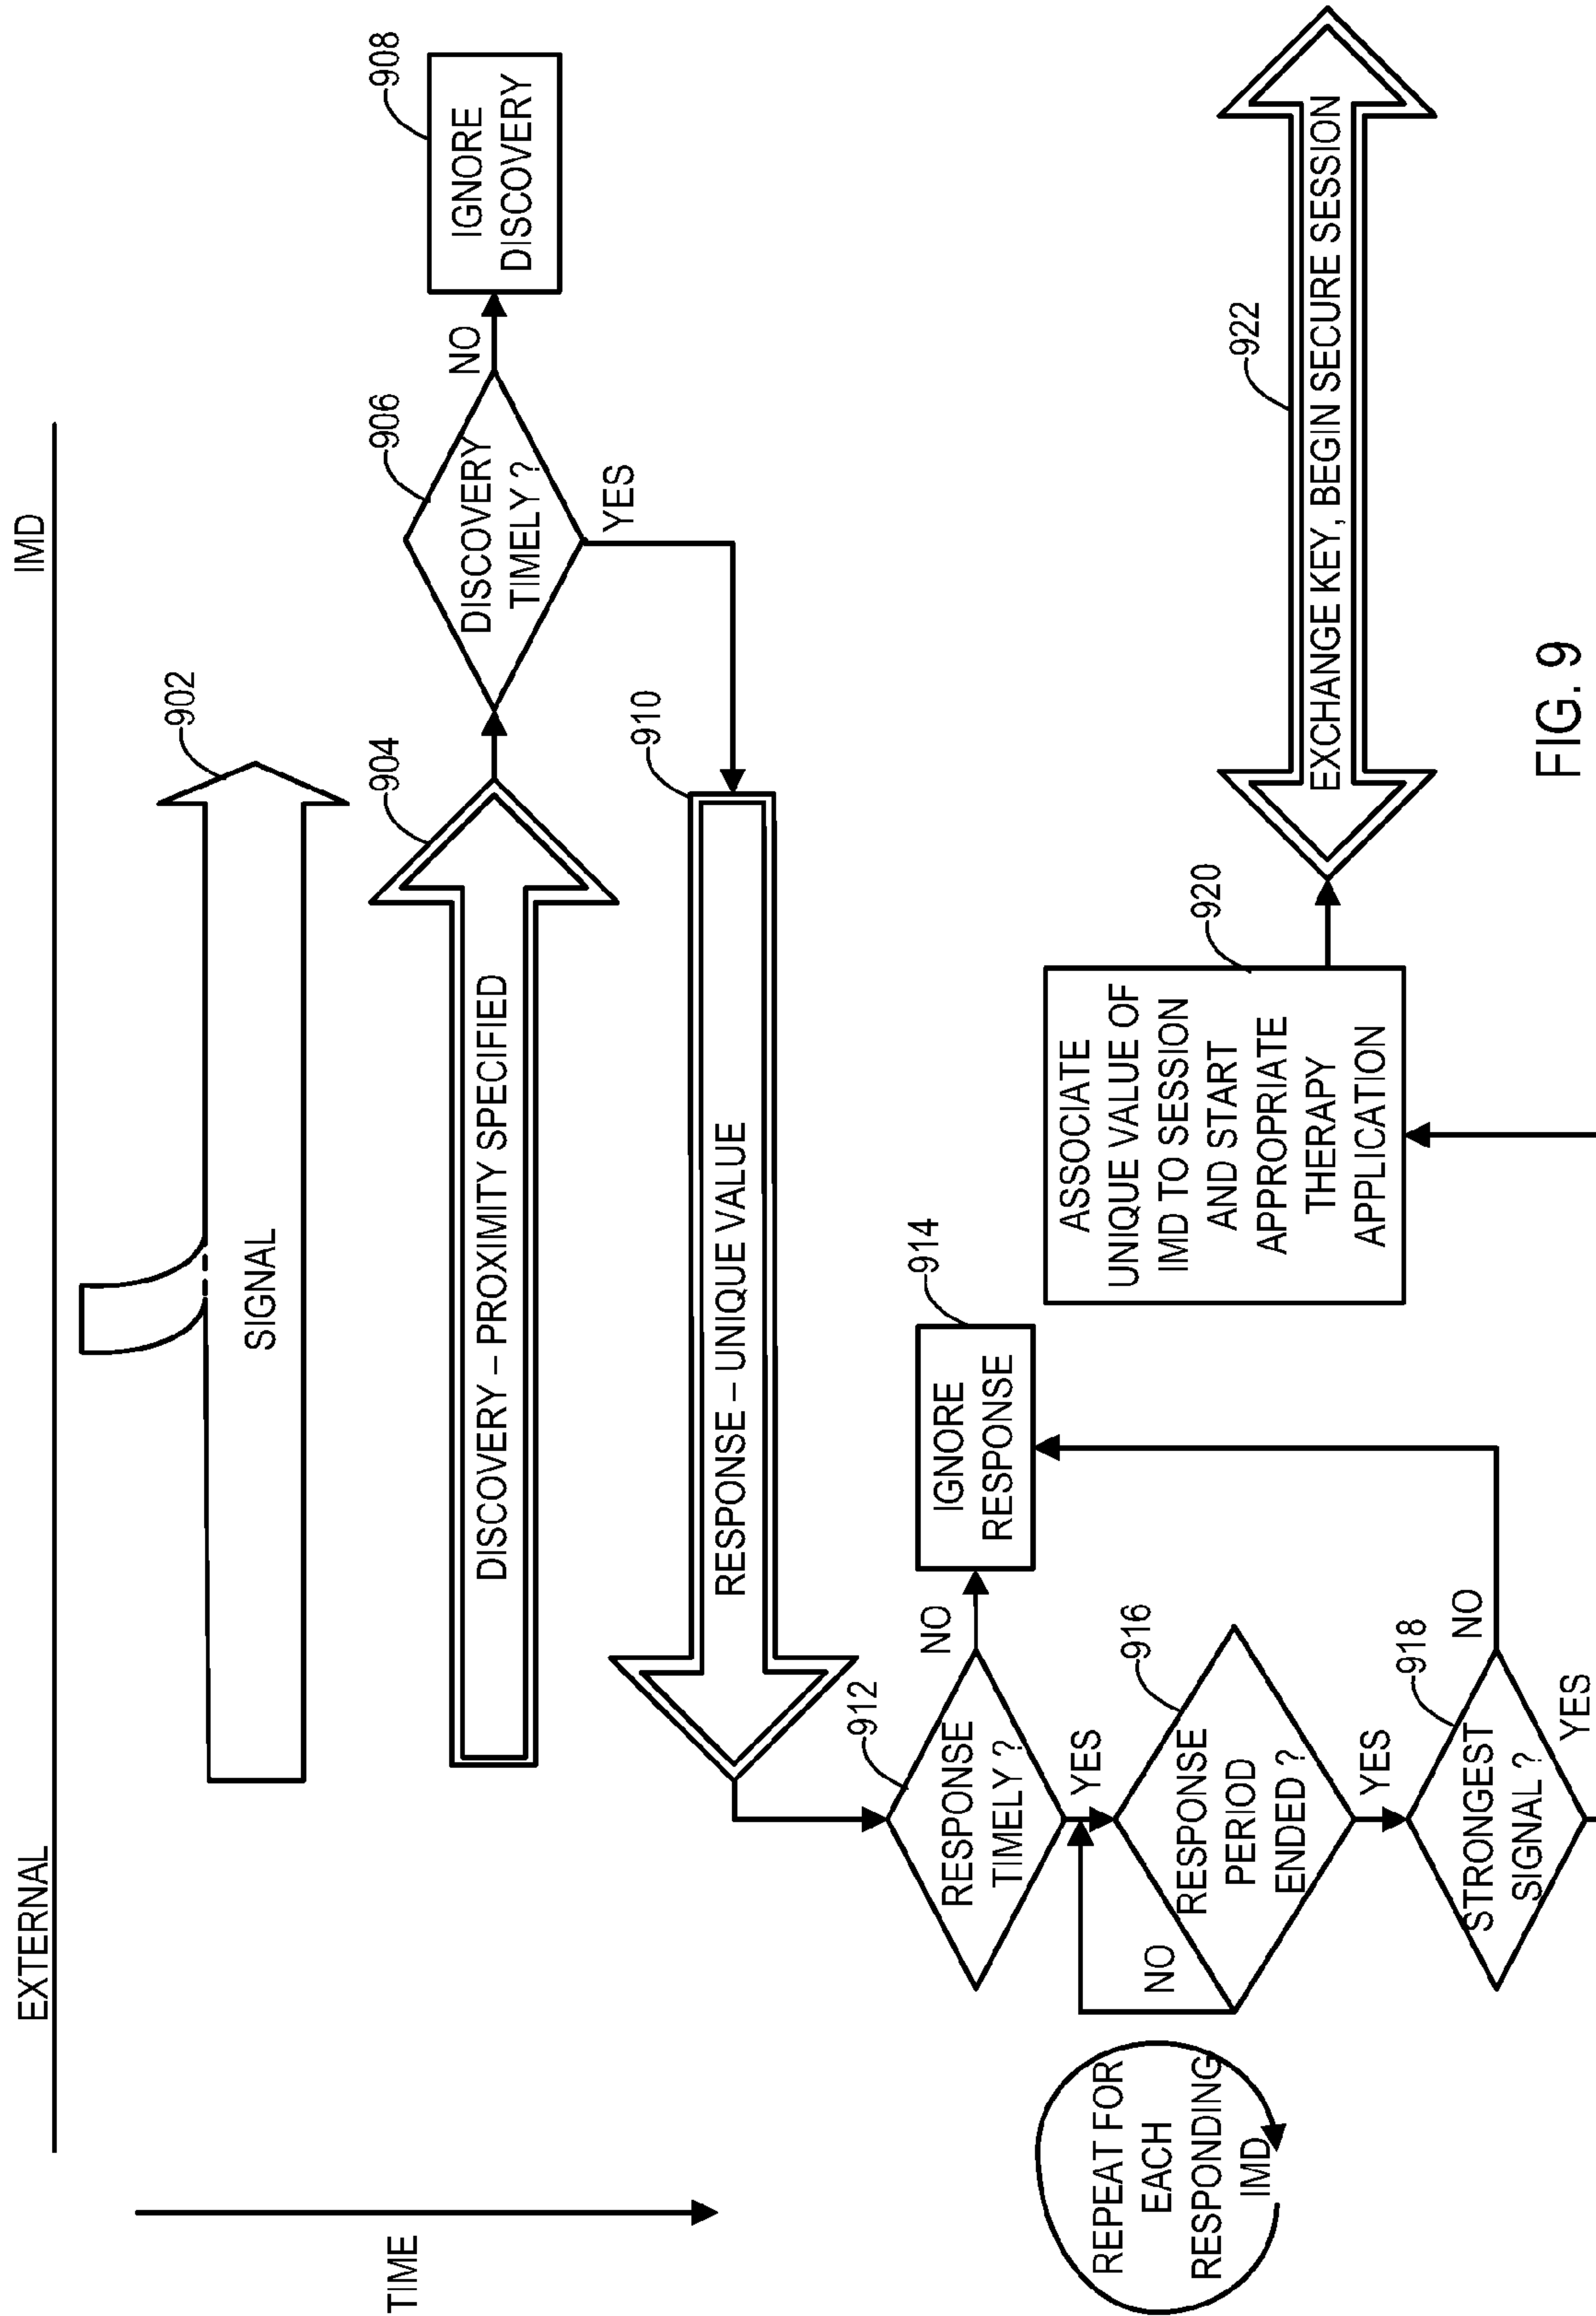 EXTERNAL
IMD
TIME
902
SIGNAL
904
DISCOVERY – PROXIMITY SPECIFIED
906
DISCOVERY
TIMELY ?
NO
908
IGNORE
DISCOVERY
YES
910
RESPONSE – UNIQUE VALUE
912
RESPONSE
TIMELY ?
NO
914
IGNORE
RESPONSE
YES
REPEAT FOR
EACH
RESPONDING
IMD
916
RESPONSE
PERIOD
ENDED ?
NO
YES
918
STRONGEST
SIGNAL ?
NO
YES
920
ASSOCIATE
UNIQUE VALUE OF
IMD TO SESSION
AND START
APPROPRIATE
THERAPY
APPLICATION
922
EXCHANGE KEY, BEGIN SECURE SESSION
FIG. 9